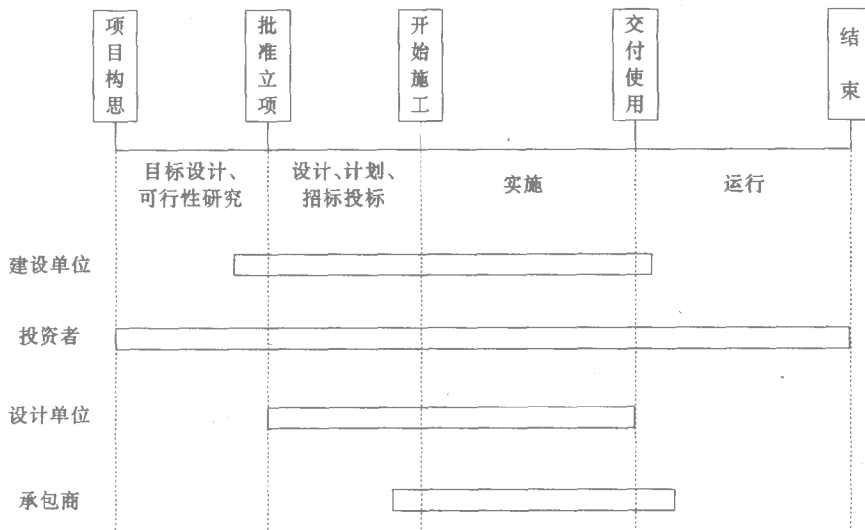 项目构思
批准立项
开始施工
交付使用
结束
目标设计、
可行性研究
设计、计划、
招标投标
实施
运行
建设单位
投资者
设计单位
承包商